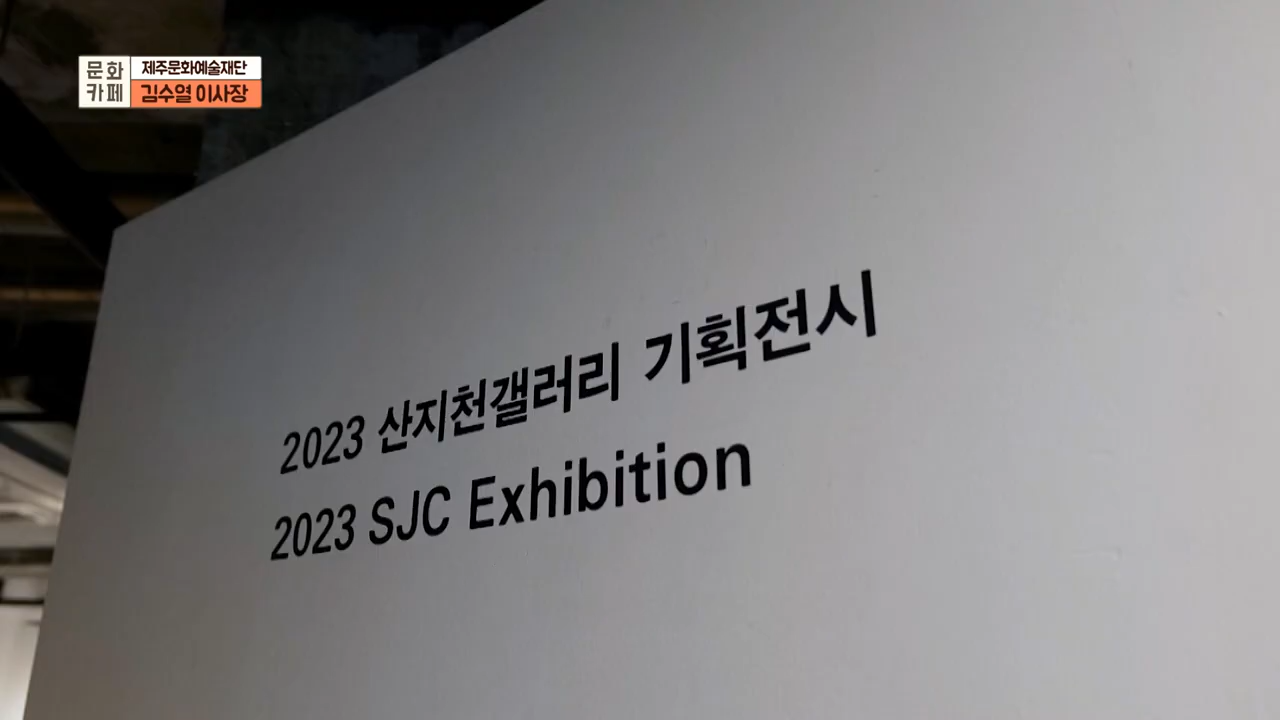 문화
카페
제주문화예술재단
김수열 이사장
2023 산지천갤러리 기획전시
2023 SJC Exhibition